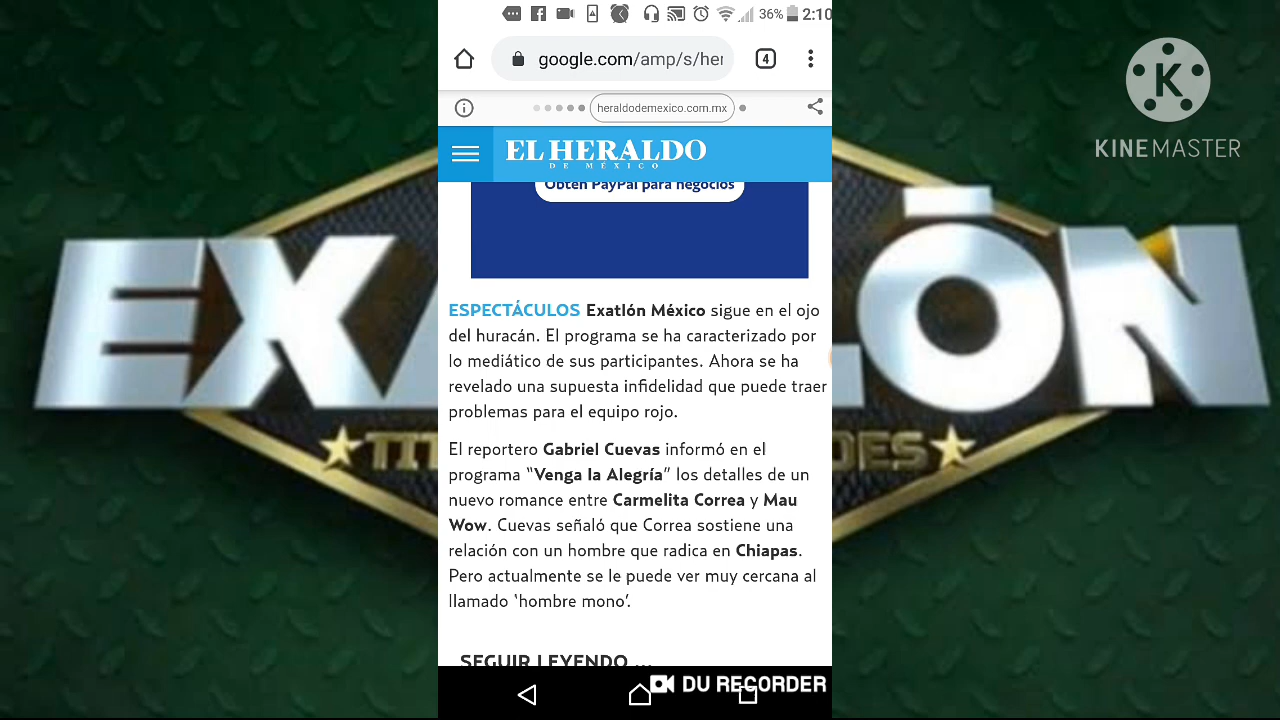 36% 2:10
google.com/amp/s/her
4
heraldodemexico.com.mx
EL HERALDO
DE MÉXICO
Obtén PayPal para negocios
ESPECTÁCULOS Exatlón México sigue en el ojo
del huracán. El programa se ha caracterizado por
lo mediático de sus participantes. Ahora se ha
revelado una supuesta infidelidad que puede traer
problemas para el equipo rojo.
El reportero Gabriel Cuevas informó en el
programa “Venga la Alegría” los detalles de un
nuevo romance entre Carmelita Correa y Mau
Wow. Cuevas señaló que Correa sostiene una
relación con un hombre que radica en Chiapas.
Pero actualmente se le puede ver muy cercana al
llamado ‘hombre mono’.
SEGUIR LEYENDO ...
DU RECORDER
K
KINEMASTER
EX
LÓN
TIT
DES